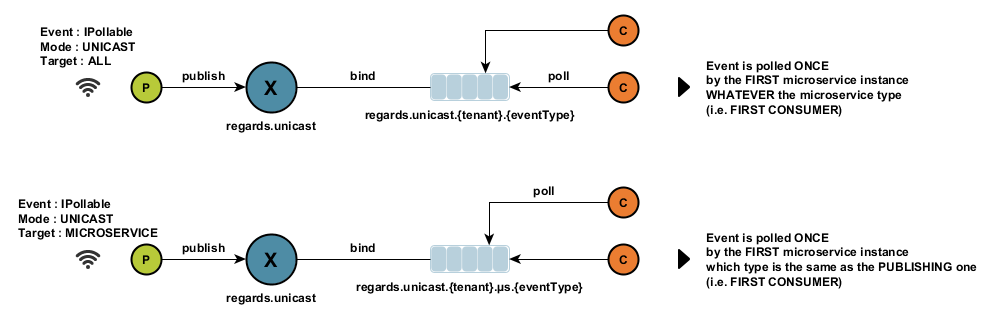 Event : IPollable
Mode : UNICAST
Target : ALL
P
publish
X
regards.unicast
bind
regards.unicast.{tenant}.{eventType}
poll
C
C
Event is polled ONCE
by the FIRST microservice instance
WHATEVER the microservice type
(i.e. FIRST CONSUMER)
Event : IPollable
Mode : UNICAST
Target : MICROSERVICE
P
publish
X
regards.unicast
bind
regards.unicast.{tenant}.µs.{eventType}
poll
C
C
Event is polled ONCE
by the FIRST microservice instance
which type is the same as the PUBLISHING one
(i.e. FIRST CONSUMER)